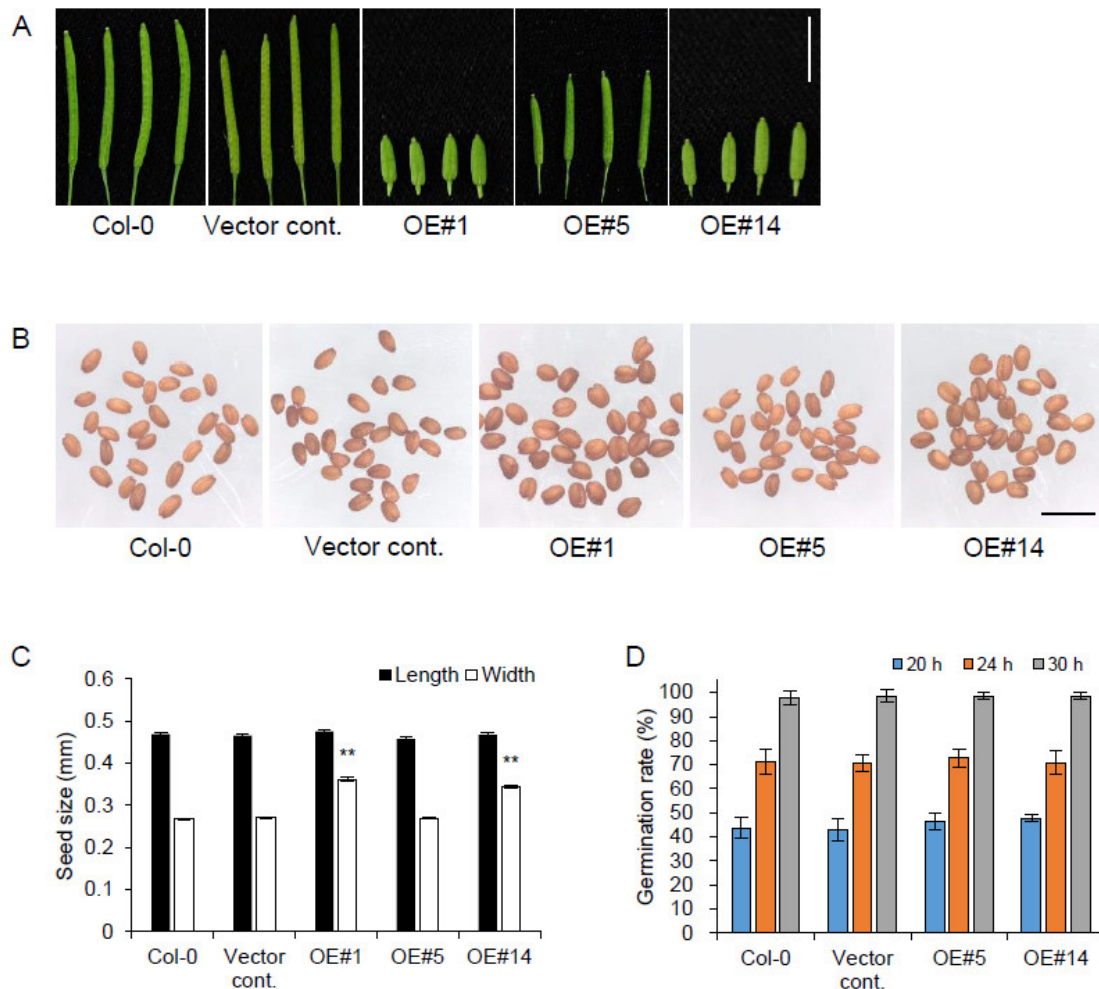 A
Col-0 Vector cont. OE#1 OE#5 OE#14
B
Col-0 Vector cont. OE#1 OE#5 OE#14
C
Length Width
Seed size (mm)
0.6
0.5
0.4
0.3
0.2
0.1
0
** **
Col-0 Vector OE#1 OE#5 OE#14
cont.
D
20 h 24 h 30 h
Germination rate (%)
100
90
80
70
60
50
40
30
20
10
0
Col-0 Vector OE#5 OE#14
cont.